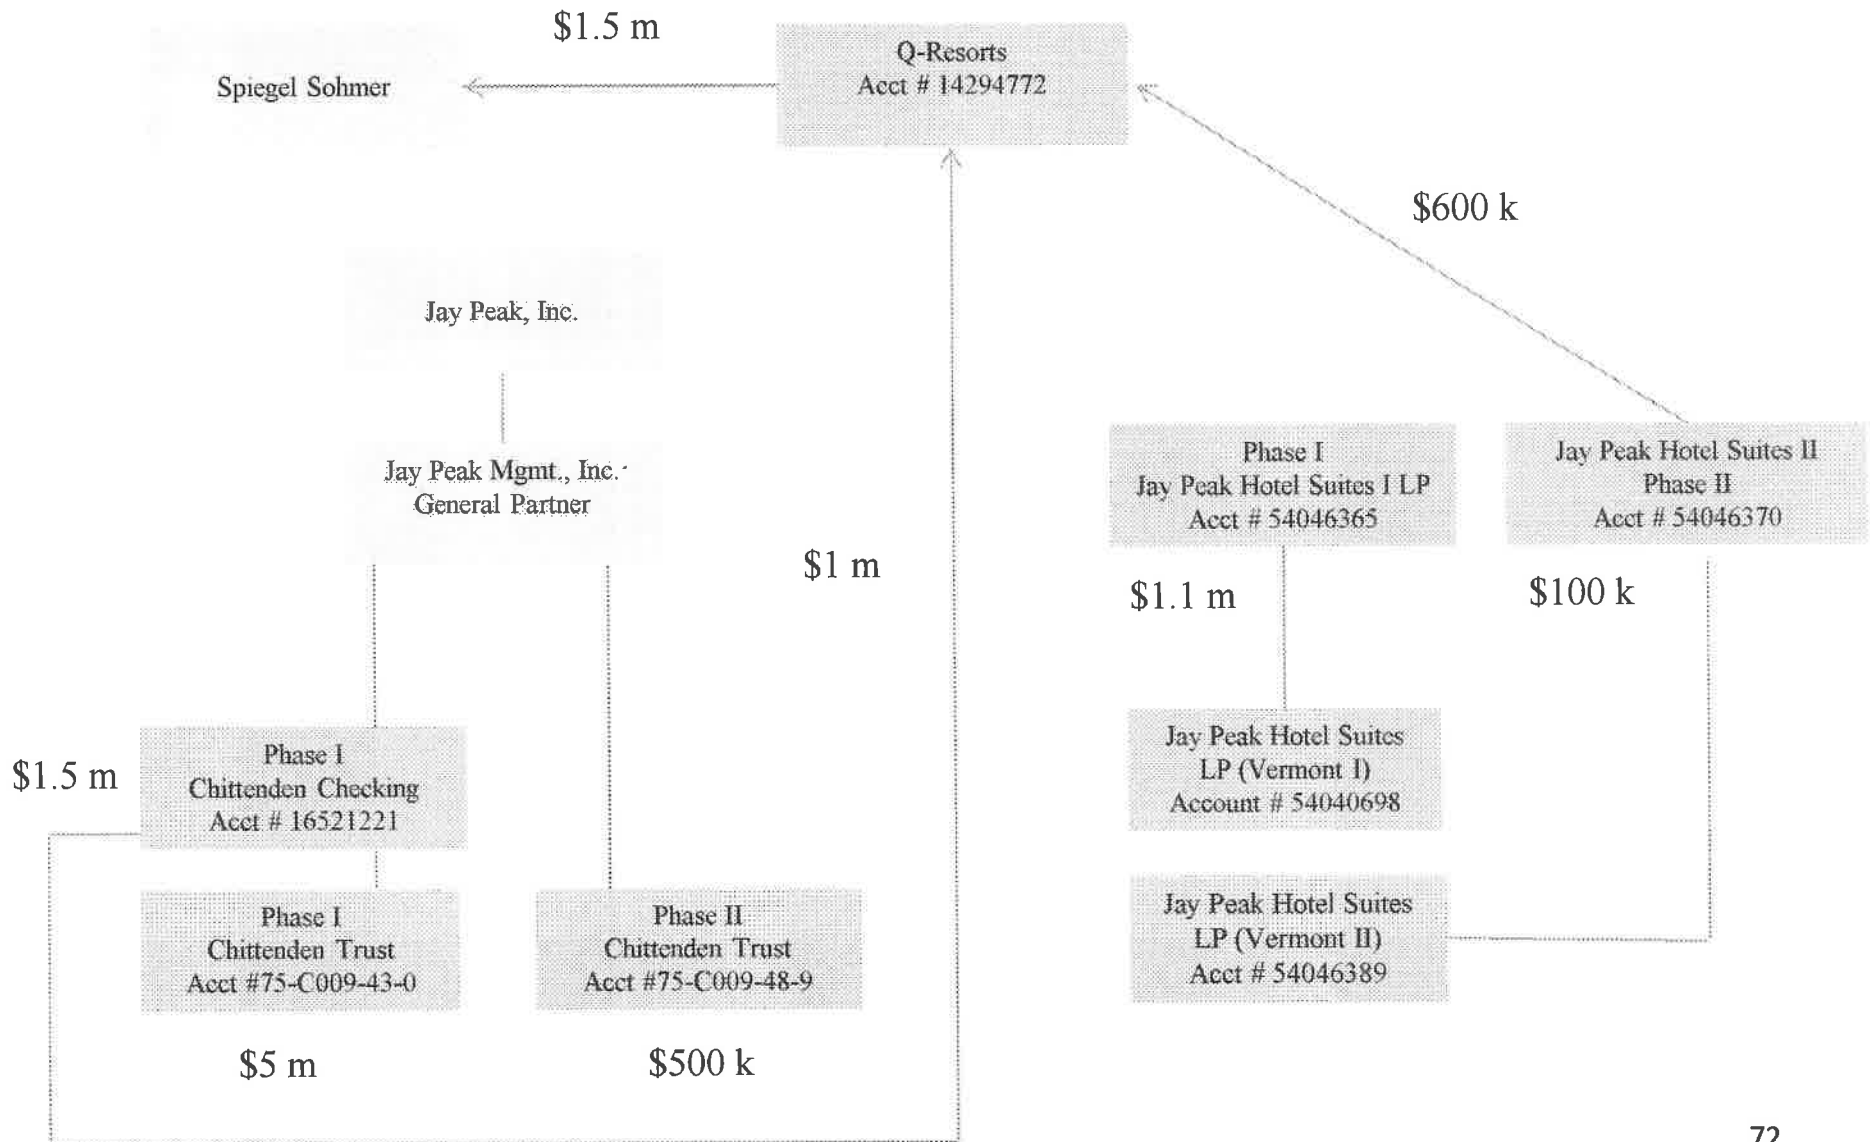 $1.5 m
Spiegel Sohmer
Q-Resorts
Acct # 14294772
$600 k
Jay Peak, Inc.
Jay Peak Mgmt., Inc.
General Partner
$1 m
Phase I
Jay Peak Hotel Suites I LP
Acct # 54046365
Jay Peak Hotel Suites II
Phase II
Acct # 54046370
$1.1 m
$100 k
$1.5 m
Phase I
Chittenden Checking
Acct # 16521221
Jay Peak Hotel Suites
LP (Vermont I)
Account # 54040698
Phase I
Chittenden Trust
Acct #75-C009-43-0
Phase II
Chittenden Trust
Acct #75-C009-48-9
Jay Peak Hotel Suites
LP (Vermont II)
Acct # 54046389
$5 m
$500 k
72